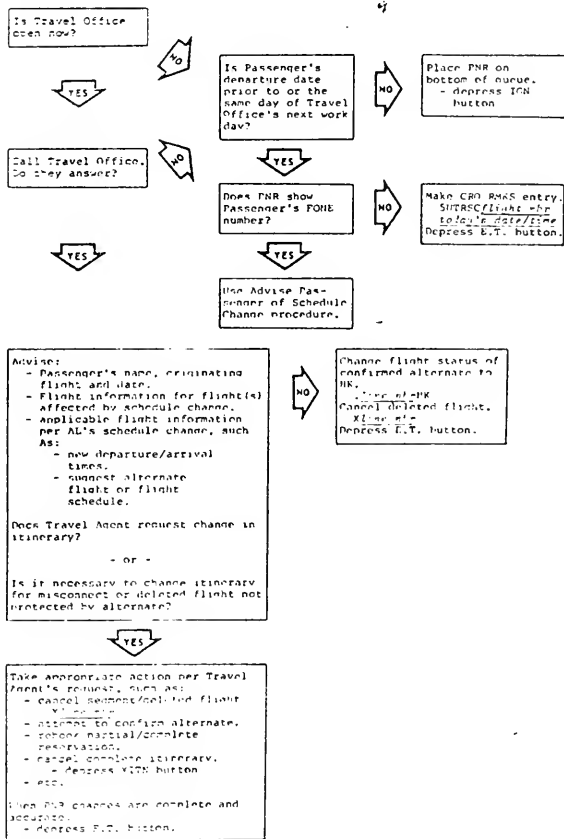 Is Travel Office
open now?
NO
YES
Is Passenger's
departure date
prior to or
the same day of Travel
Office's next work
day?
NO
Place PNR on
bottom of queue.
- depress IGN
button
YES
Call Travel Office.
Do they answer?
NO
Does PNR show
Passenger's FONE
number?
NO
Make CRO RMKS entry.
flight nbr
today's date/time
Depress E.T. button.
YES
YES
Use Advise Pas-
senger of Schedule
Change procedure.
Advise:
- Passenger's name, originating
flight and date.
- Flight information for flight(s)
affected by schedule change.
- applicable flight information
per AL's schedule change, such
As:
- new departure/arrival
times.
- suggest alternate
flight or flight
schedule.
Does Travel Agent request change in
itinerary?
- or -
Is it necessary to change itinerary
for misconnect or deleted flight not
protected by alternate?
NO
Change flight status of
confirmed alternate to
HK.
Cancel deleted flight.
Depress E.T. button.
YES
Take appropriate action per Travel
Agent's request, such as:
- cancel segment/deleted flight
- attempt to confirm alternate.
- rebook partial/complete
reservation.
- cancel complete itinerary.
- depress button
- etc.
When PNR changes are complete and
accurate.
- depress E.T. button.